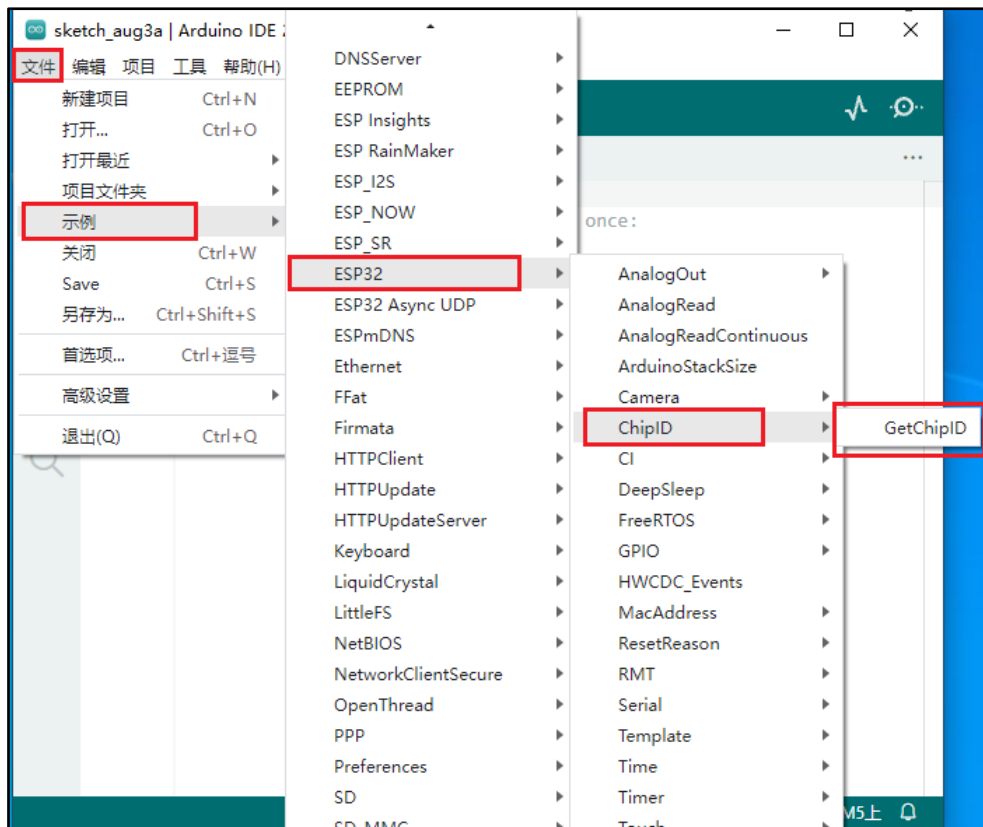 sketch_aug3a | Arduino IDE
文件 编辑 项目 工具 帮助(H)
新建项目 Ctrl+N
打开... Ctrl+O
打开最近
项目文件夹
示例
关闭 Ctrl+W
Save Ctrl+S
另存为... Ctrl+Shift+S
首选项... Ctrl+逗号
高级设置
退出(Q) Ctrl+Q
DNSServer
EEPROM
ESP Insights
ESP RainMaker
ESP_I2S
ESP_NOW
ESP_SR
ESP32
ESP32 Async UDP
ESPmDNS
Ethernet
FFat
Firmata
HTTPClient
HTTPUpdate
HTTPUpdateServer
Keyboard
LiquidCrystal
LittleFS
NetBIOS
NetworkClientSecure
OpenThread
PPP
Preferences
SD
SD_MMC
once:
AnalogOut
AnalogRead
AnalogReadContinuous
ArduinoStackSize
Camera
ChipID
CI
DeepSleep
FreeRTOS
GPIO
HWCDC_Events
MacAddress
ResetReason
RMT
Serial
Template
Time
Timer
Touch
GetChipID
M5上